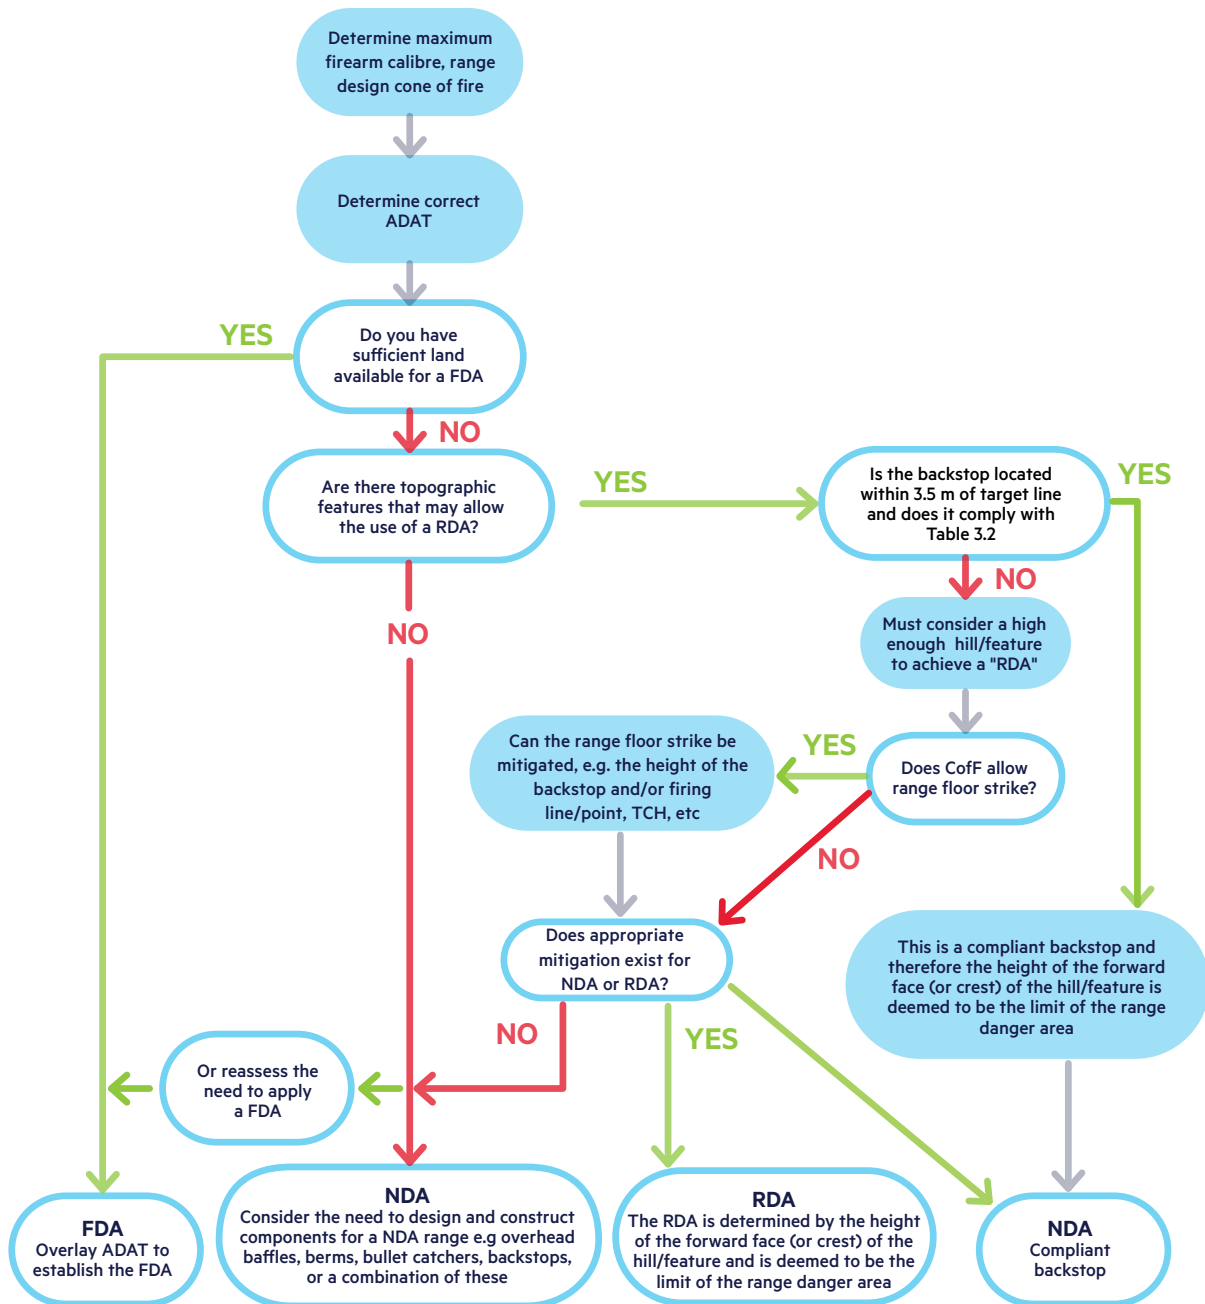 Determine maximum
firearm calibre, range
design cone of fire
Determine correct
ADAT
Do you have
sufficient land
available for a FDA
YES
NO
Are there topographic
features that may allow
the use of a RDA?
YES
NO
Is the backstop located
within 3.5 m of target line
and does it comply with
Table 3.2
YES
NO
Must consider a high
enough hill/feature
to achieve a "RDA"
Does CofF allow
range floor strike?
YES
NO
Can the range floor strike be
mitigated, e.g. the height of the
backstop and/or firing
line/point, TCH, etc
Does appropriate
mitigation exist for
NDA or RDA?
NO
YES
This is a compliant backstop and
therefore the height of the forward
face (or crest) of the hill/feature is
deemed to be the limit of the range
danger area
Or reassess the
need to apply
a FDA
FDA
Overlay ADAT to
establish the FDA
NDA
Consider the need to design and construct
components for a NDA range e.g overhead
baffles, berms, bullet catchers, backstops,
or a combination of these
RDA
The RDA is determined by the height
of the forward face (or crest) of the
hill/feature and is deemed to be the
limit of the range danger area
NDA
Compliant
backstop